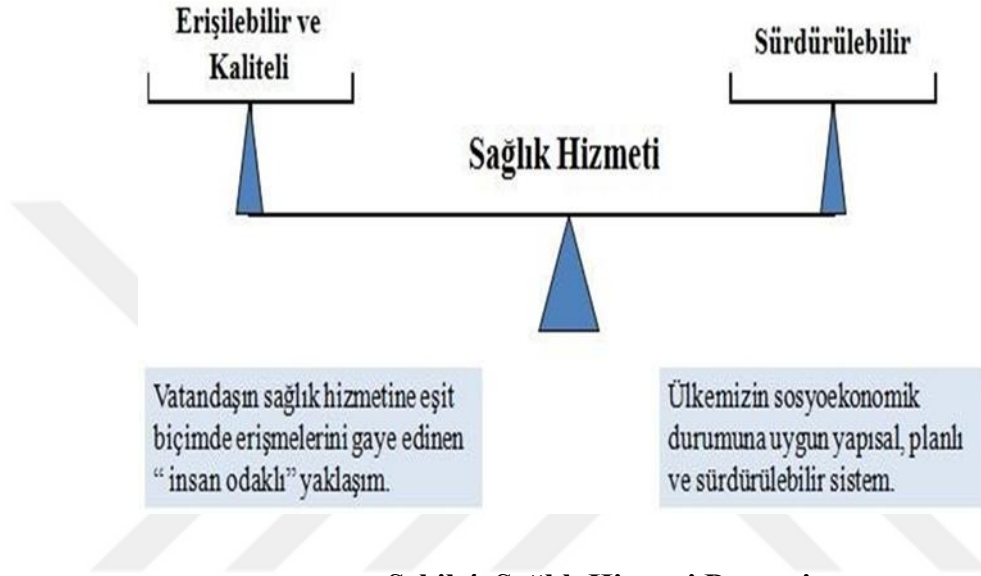 Erişilebilir ve
Kaliteli
Sürdürülebilir
Sağlık Hizmeti
Vatandaşın sağlık hizmetine eşit
biçimde erişmelerini gaye edinen
“ insan odaklı” yaklaşım.
Ülkemizin sosyoekonomik
durumuna uygun yapısal, planlı
ve sürdürülebilir sistem.